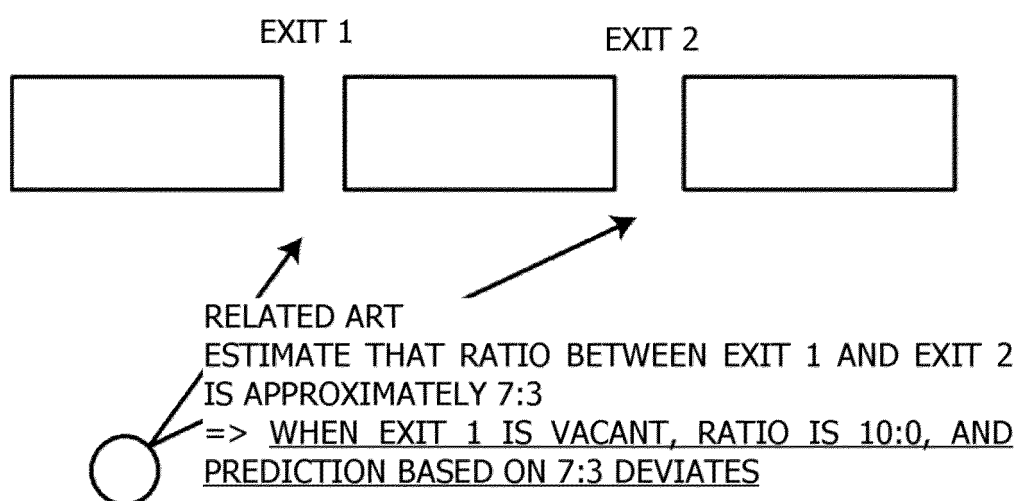 EXIT 1
EXIT 2
RELATED ART
ESTIMATE THAT RATIO BETWEEN EXIT 1 AND EXIT 2
IS APPROXIMATELY 7:3
=> WHEN EXIT 1 IS VACANT, RATIO IS 10:0, AND
PREDICTION BASED ON 7:3 DEVIATES